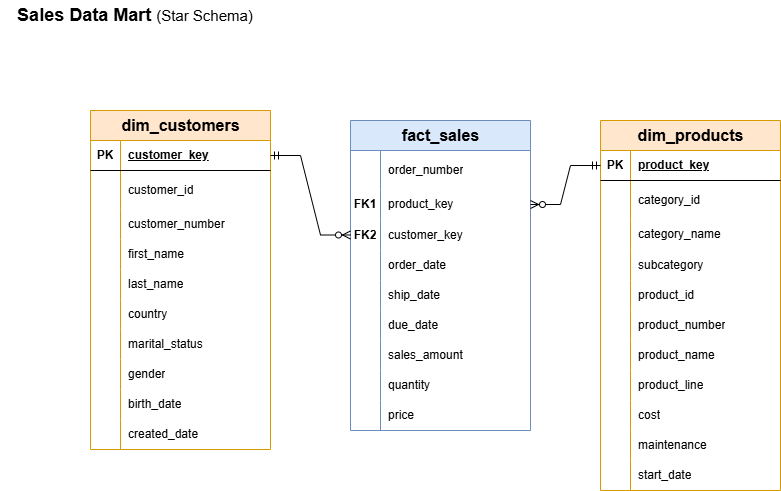 Sales Data Mart (Star Schema)
dim_customers
PK customer_key
customer_id
customer_number
first_name
last_name
country
marital_status
gender
birth_date
created_date
fact_sales
order_number
FK1 product_key
FK2 customer_key
order_date
ship_date
due_date
sales_amount
quantity
price
dim_products
PK product_key
category_id
category_name
subcategory
product_id
product_number
product_name
product_line
cost
maintenance
start_date